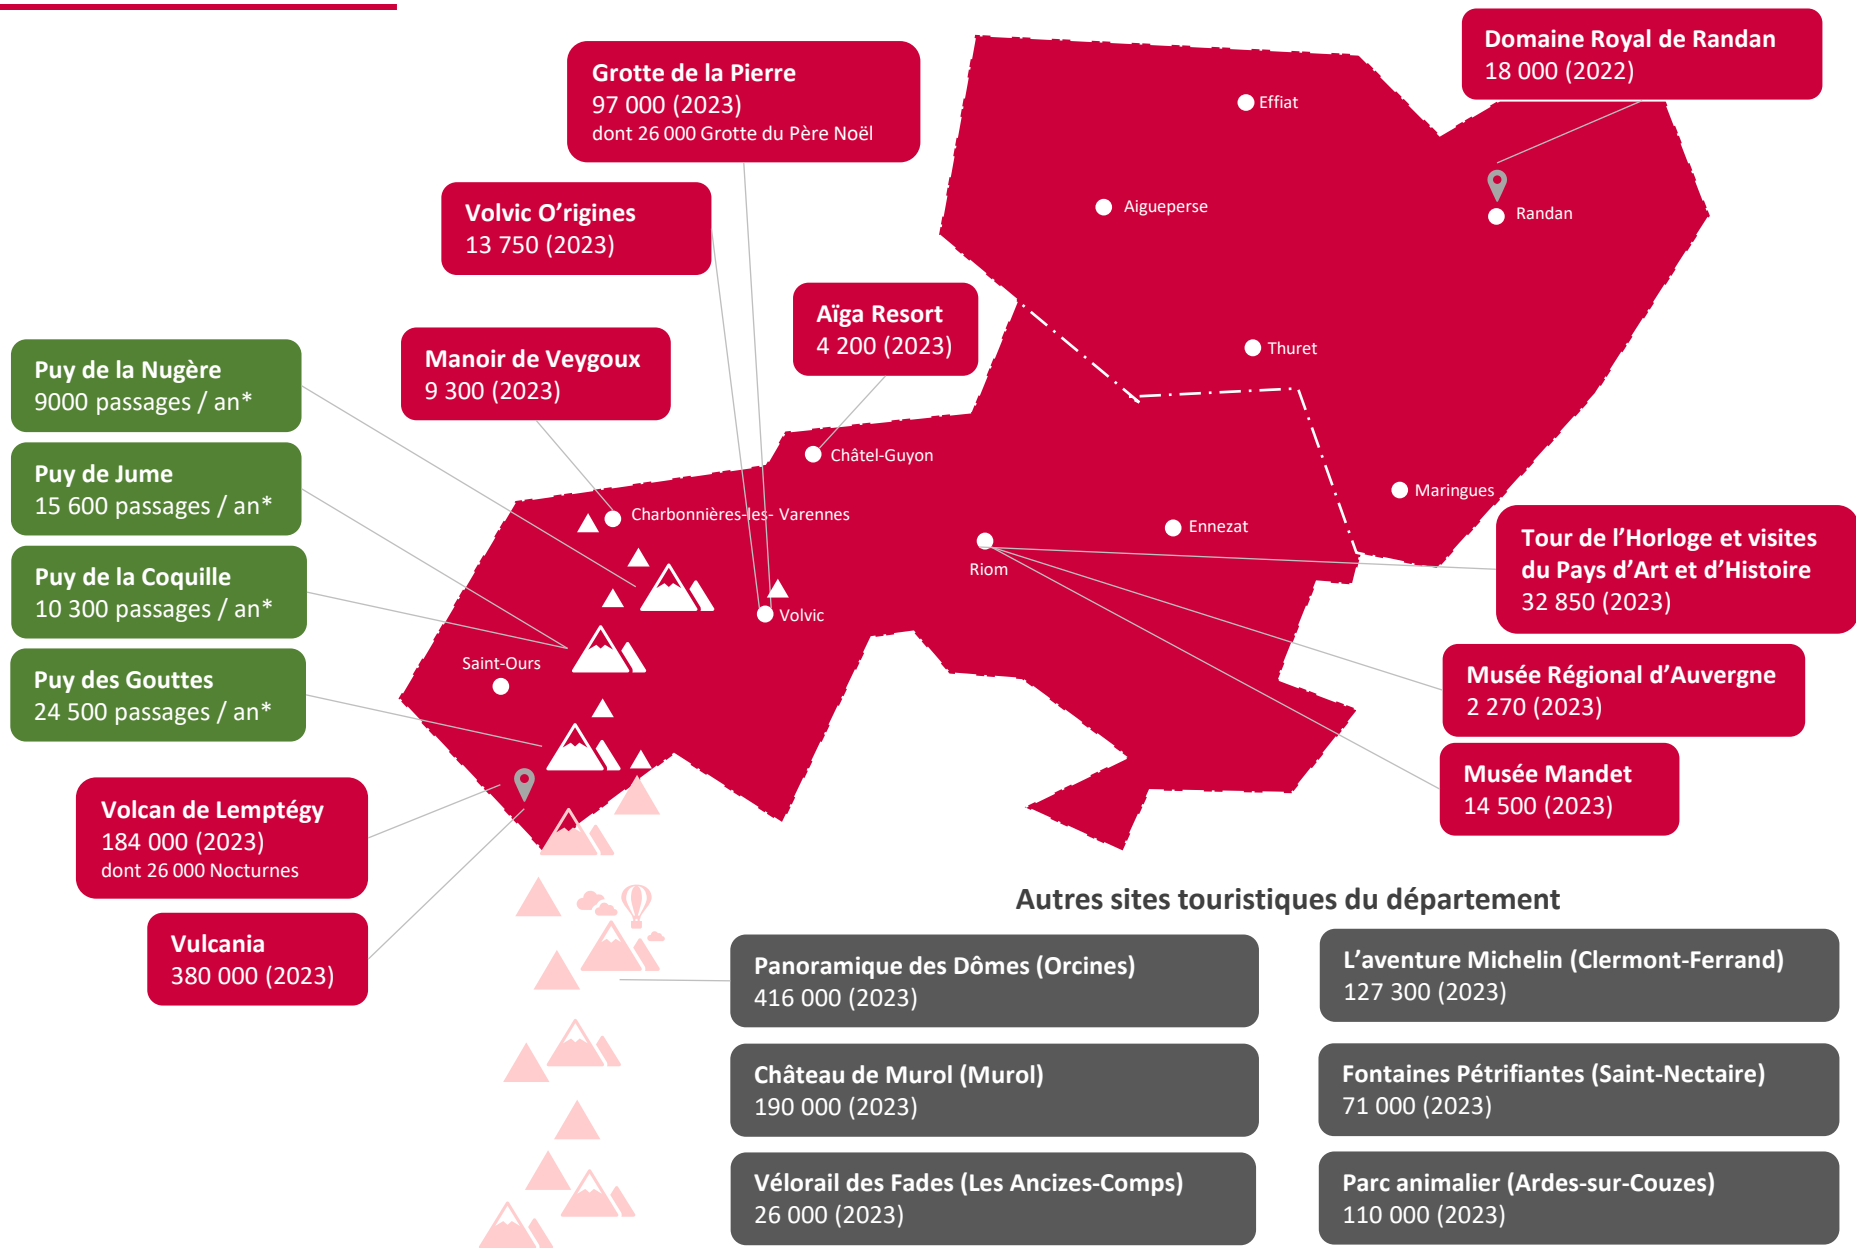 Domaine Royal de Randan
18 000 (2022)
Grotte de la Pierre
97 000 (2023)
dont 26 000 Grotte du Père Noël
Effiat
Volvic O’rigines
13 750 (2023)
Aigueperse
Randan
Aïga Resort
4 200 (2023)
Manoir de Veygoux
9 300 (2023)
Thuret
Puy de la Nugère
9000 passages / an*
Puy de Jume
15 600 passages / an*
Puy de la Coquille
10 300 passages / an*
Puy des Gouttes
24 500 passages / an*
Châtel-Guyon
Charbonnières-les- Varennes
Maringues
Ennezat
Riom
Volvic
Saint-Ours
Tour de l’Horloge et visites
du Pays d’Art et d’Histoire
32 850 (2023)
Musée Régional d’Auvergne
2 270 (2023)
Musée Mandet
14 500 (2023)
Volcan de Lemptégy
184 000 (2023)
dont 26 000 Nocturnes
Vulcania
380 000 (2023)
Autres sites touristiques du département
Panoramique des Dômes (Orcines)
416 000 (2023)
L’aventure Michelin (Clermont-Ferrand)
127 300 (2023)
Château de Murol (Murol)
190 000 (2023)
Fontaines Pétrifiantes (Saint-Nectaire)
71 000 (2023)
Vélorail des Fades (Les Ancizes-Comps)
26 000 (2023)
Parc animalier (Ardes-sur-Couzes)
110 000 (2023)